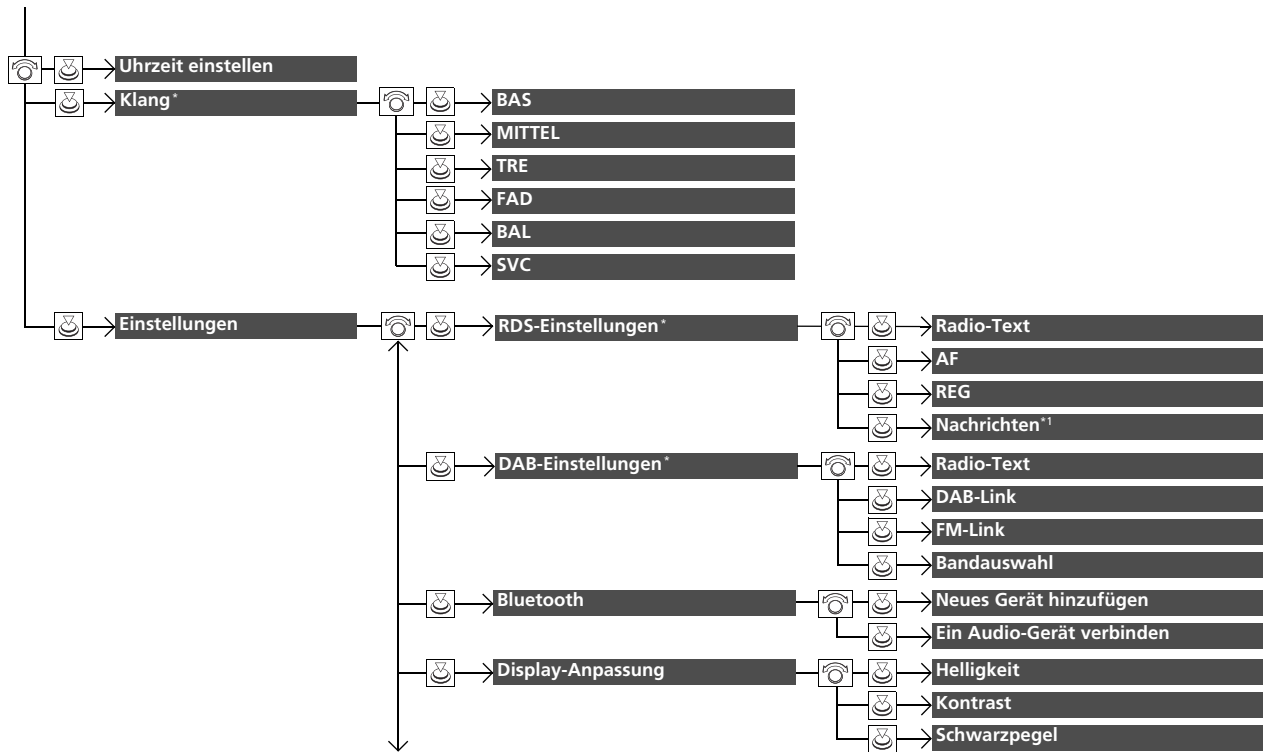 Uhrzeit einstellen
Klang*
BAS
MITTEL
TRE
FAD
BAL
SVC
Einstellungen
RDS-Einstellungen*
Radio-Text
AF
REG
Nachrichten*1
DAB-Einstellungen*
Radio-Text
DAB-Link
FM-Link
Bandauswahl
Bluetooth
Neues Gerät hinzufügen
Ein Audio-Gerät verbinden
Display-Anpassung
Helligkeit
Kontrast
Schwarzpegel